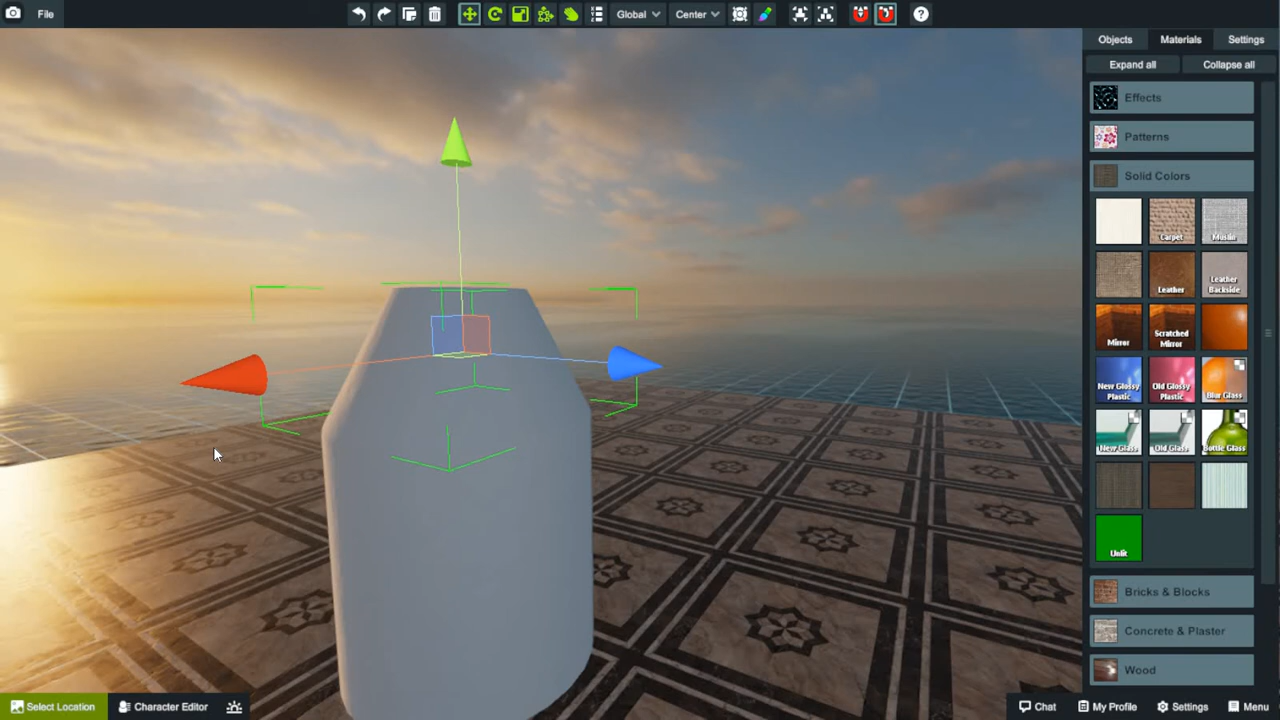 File
Global
Center
Objects
Materials
Settings
Expand all
Collapse all
Effects
Patterns
Solid Colors
Carpet
Muslin
Leather
Leather
Backside
Mirror
Scratched
Mirror
New Glossy
Plastic
Old Glossy
Plastic
Blur Glass
New Glass
Old Glass
Bottle Glass
Unlit
Bricks & Blocks
Concrete & Plaster
Wood
Select Location
Character Editor
Chat
My Profile
Settings
Menu